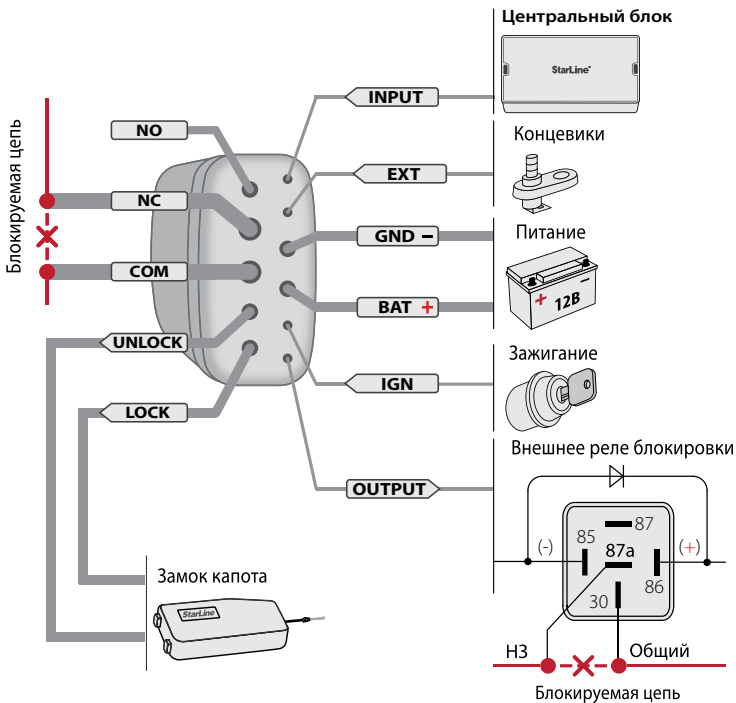 Центральный блок
StarLine
INPUT
NO
EXT
Концевики
Блокируемая цепь
NC
GND –
Питание
COM
BAT +
+ 12В –
UNLOCK
Зажигание
LOCK
IGN
Внешнее реле блокировки
OUTPUT
87
85
(-)
87a
(+)
86
30
Замок капота
StarLine
НЗ
Общий
Блокируемая цепь